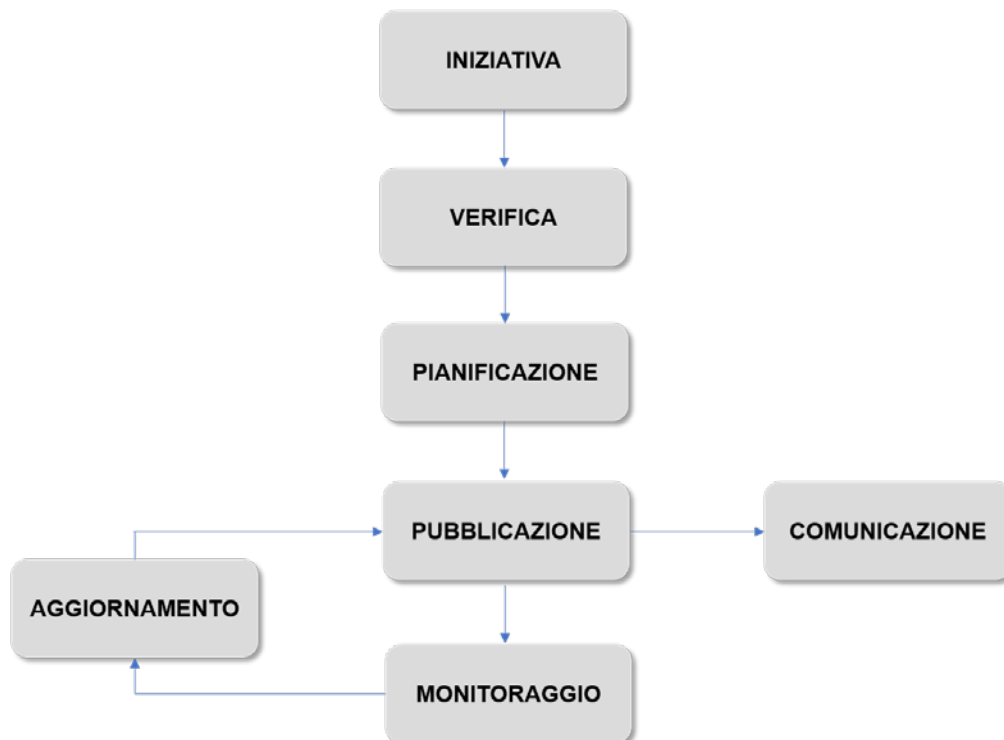 INIZIATIVA
VERIFICA
PIANIFICAZIONE
PUBBLICAZIONE
COMUNICAZIONE
AGGIORNAMENTO
MONITORAGGIO